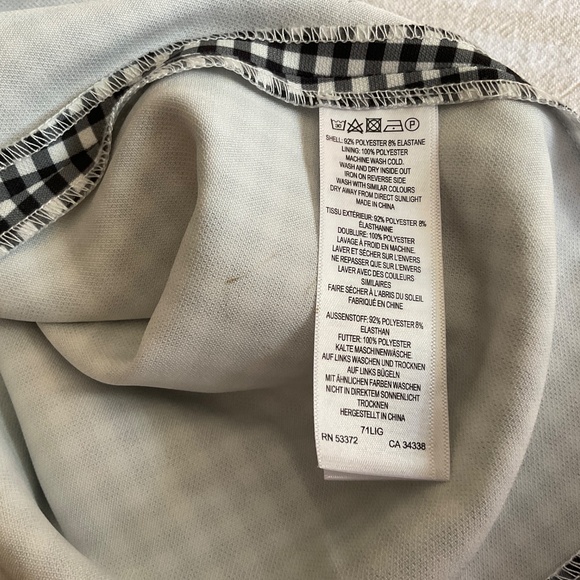 SHELL: 92% POLYESTER 8% ELASTANE
LINING: 100% POLYESTER
MACHINE WASH COLD.
WASH AND DRY INSIDE OUT
IRON ON REVERSE SIDE
WASH WITH SIMILAR COLOURS
DRY AWAY FROM DIRECT SUNLIGHT
MADE IN CHINA
TISSU EXTÉRIEUR: 92% POLYESTER 8%
ÉLASTHANNE
DOUBLURE: 100% POLYESTER
LAVAGE À FROID EN MACHINE.
LAVER ET SÉCHER SUR L'ENVERS
NE REPASSER QUE SUR L'ENVERS
LAVER AVEC DES COULEURS
SIMILAIRES
FAIRE SÉCHER À L'ABRIS DU SOLEIL
FABRIQUÉ EN CHINE
AUSSENSTOFF: 92% POLYESTER 8%
ELASTHAN
FUTTER: 100% POLYESTER
KALTE MASCHINENWÄSCHE.
AUF LINKS WASCHEN UND TROCKNEN
AUF LINKS BÜGELN
MIT ÄHNLICHEN FARBEN WASCHEN
NICHT IN DIREKTEM SONNENLICHT
TROCKNEN
HERGESTELLT IN CHINA
71LIG
RN 53372 CA 34338